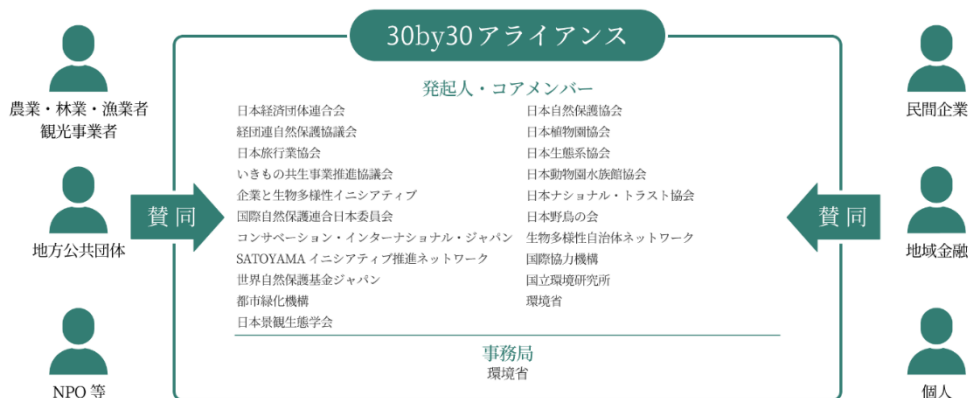 30by30アライアンス
農業・林業・漁業者
観光事業者
地方公共団体
NPO 等
賛同
発起人・コアメンバー
日本経済団体連合会
経団連自然保護協議会
日本旅行業協会
いきもの共生事業推進協議会
企業と生物多様性イニシアティブ
国際自然保護連合日本委員会
コンサベーション・インターナショナル・ジャパン
SATOYAMA イニシアティブ推進ネットワーク
世界自然保護基金ジャパン
都市緑化機構
日本景観生態学会
日本自然保護協会
日本植物園協会
日本生態系協会
日本動物園水族館協会
日本ナショナル・トラスト協会
日本野鳥の会
生物多様性自治体ネットワーク
国際協力機構
国立環境研究所
環境省
事務局
環境省
賛同
民間企業
地域金融
個人